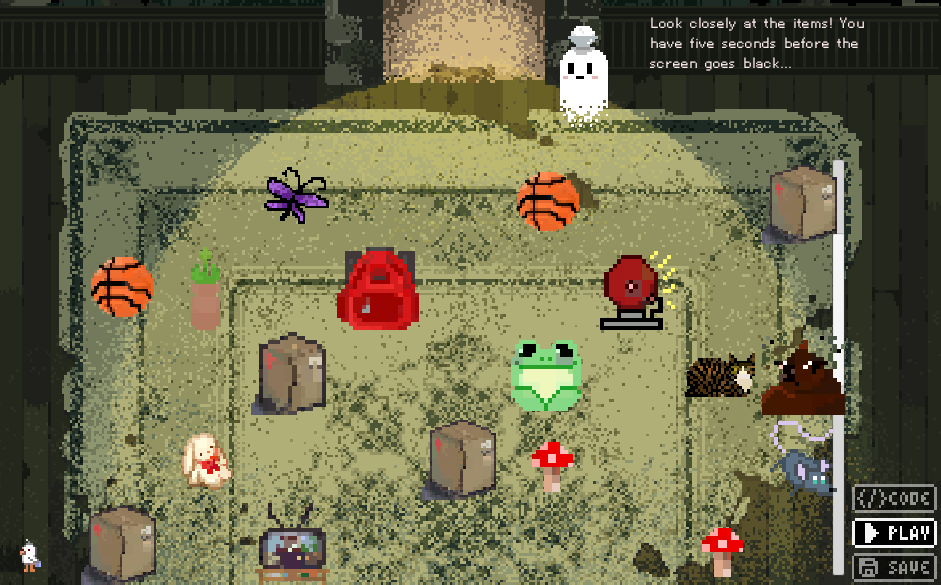 Look closely at the items! You
have five seconds before the
screen goes black...
</>CODE
PLAY
SAVE